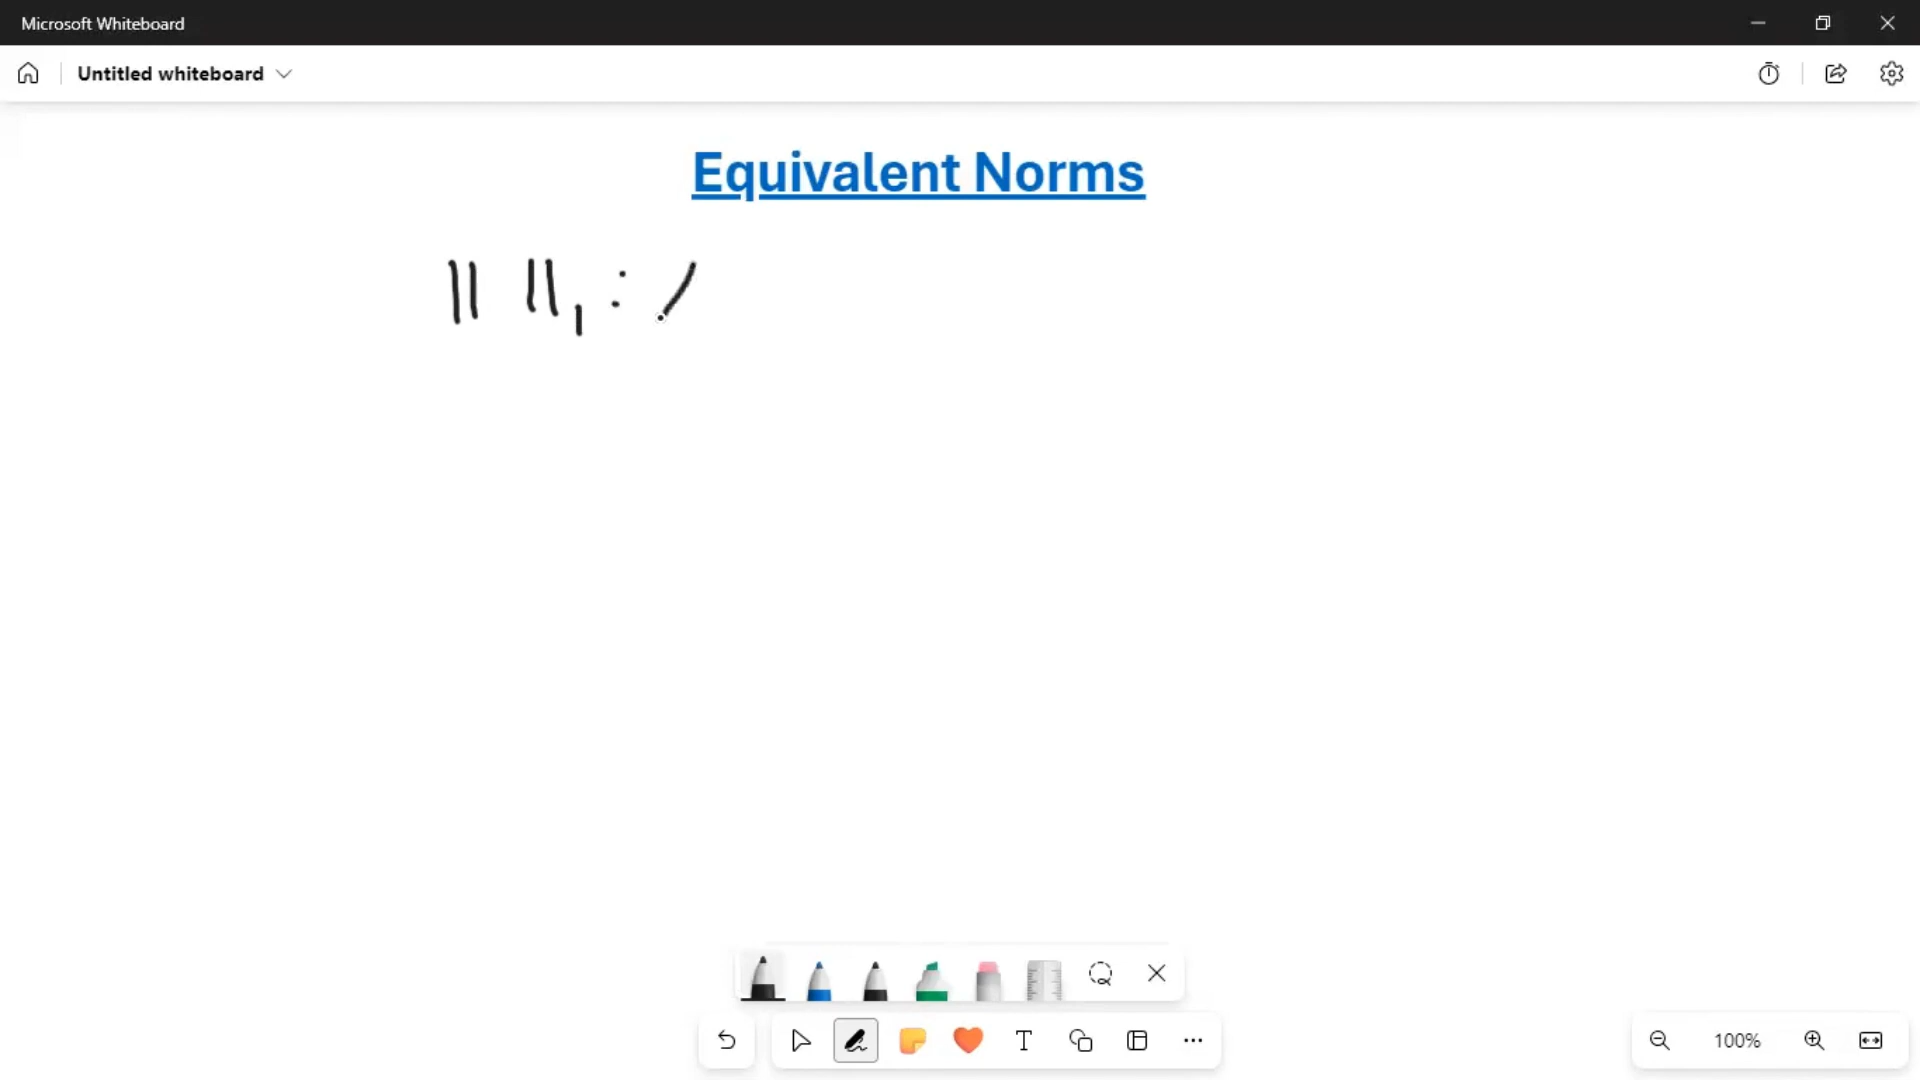 Microsoft Whiteboard
Untitled whiteboard
Equivalent Norms
|| ||₁ : /
100%